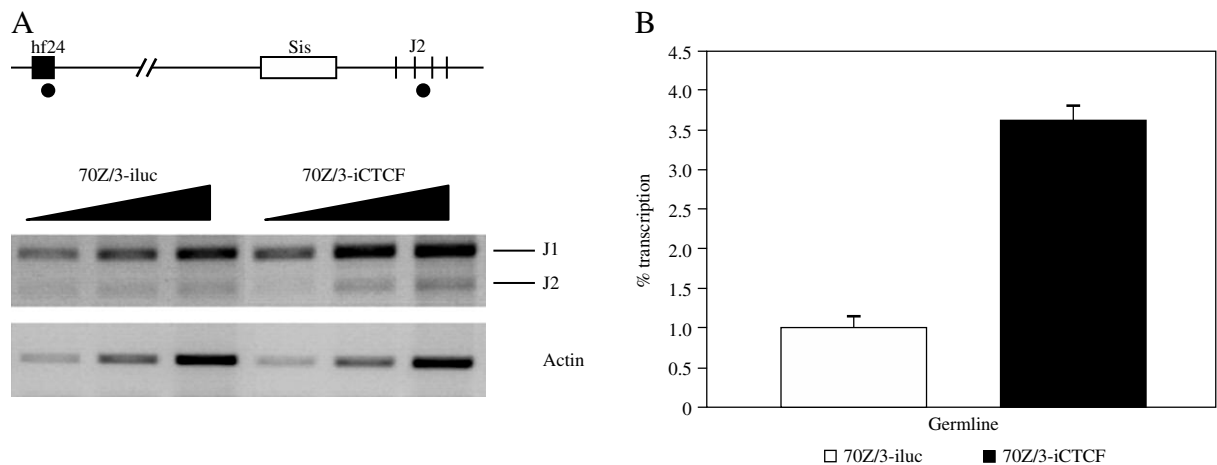 A
hf24
Sis
J2
70Z/3-iluc
70Z/3-iCTCF
J1
J2
Actin
B
4.5
4.0
3.5
3.0
2.5
2.0
1.5
1.0
0.5
0
% transcription
Germline
70Z/3-iluc
70Z/3-iCTCF